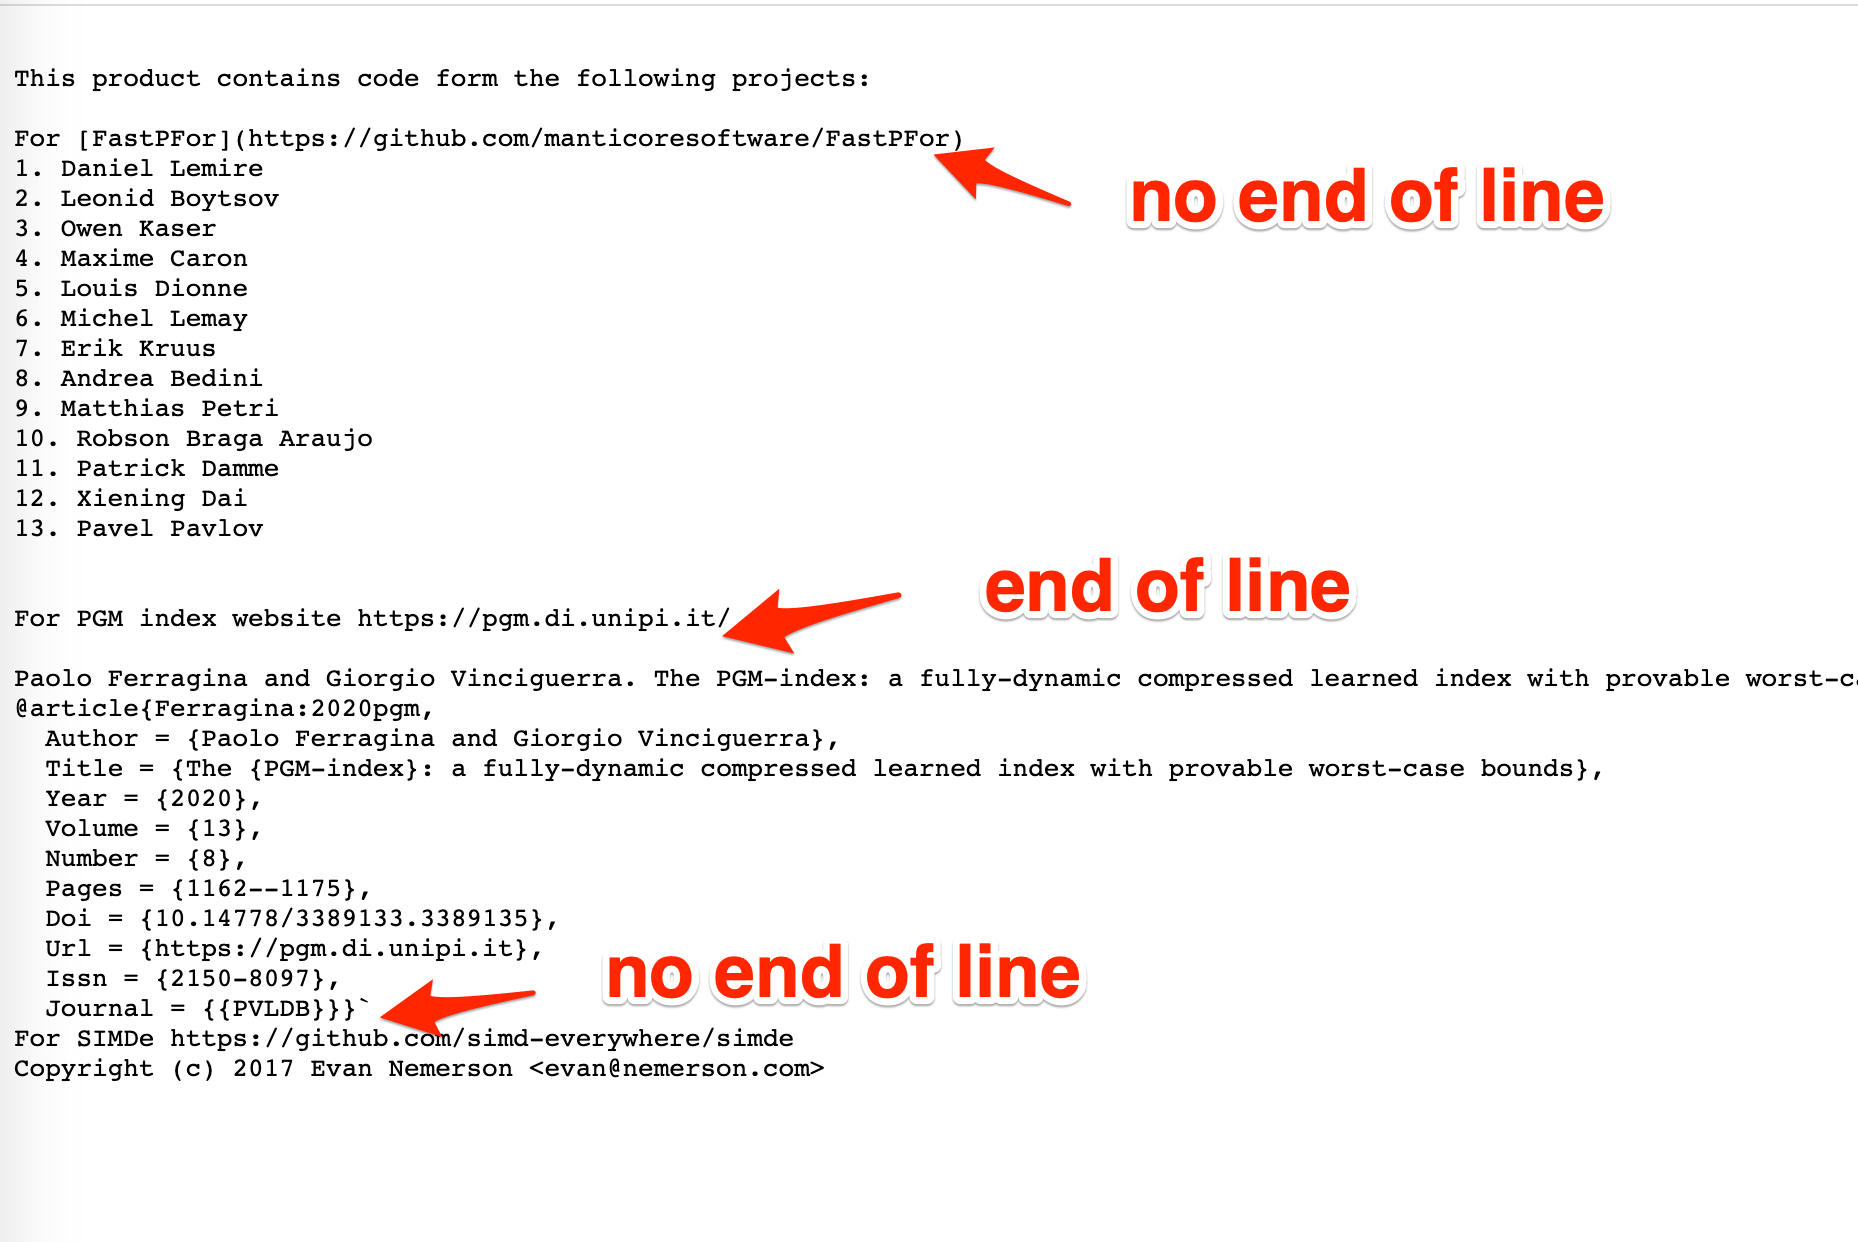 This product contains code form the following projects:
For [FastPFor](https://github.com/manticoresoftware/FastPFor)
no end of line
1. Daniel Lemire
2. Leonid Boytsov
3. Owen Kaser
4. Maxime Caron
5. Louis Dionne
6. Michel Lemay
7. Erik Kruus
8. Andrea Bedini
9. Matthias Petri
10. Robson Braga Araujo
11. Patrick Damme
12. Xiening Dai
13. Pavel Pavlov
end of line
For PGM index website https://pgm.di.unipi.it/
Paolo Ferragina and Giorgio Vinciguerra. The PGM-index: a fully-dynamic compressed learned index with provable worst-ca
@article{Ferragina:2020pgm,
  Author = {Paolo Ferragina and Giorgio Vinciguerra},
  Title = {The {PGM-index}: a fully-dynamic compressed learned index with provable worst-case bounds},
  Year = {2020},
  Volume = {13},
  Number = {8},
  Pages = {1162--1175},
  Doi = {10.14778/3389133.3389135},
  Url = {https://pgm.di.unipi.it},
no end of line
  Issn = {2150-8097},
  Journal = {{PVLDB}}}`
For SIMDe https://github.com/simd-everywhere/simde
Copyright (c) 2017 Evan Nemerson <evan@nemerson.com>